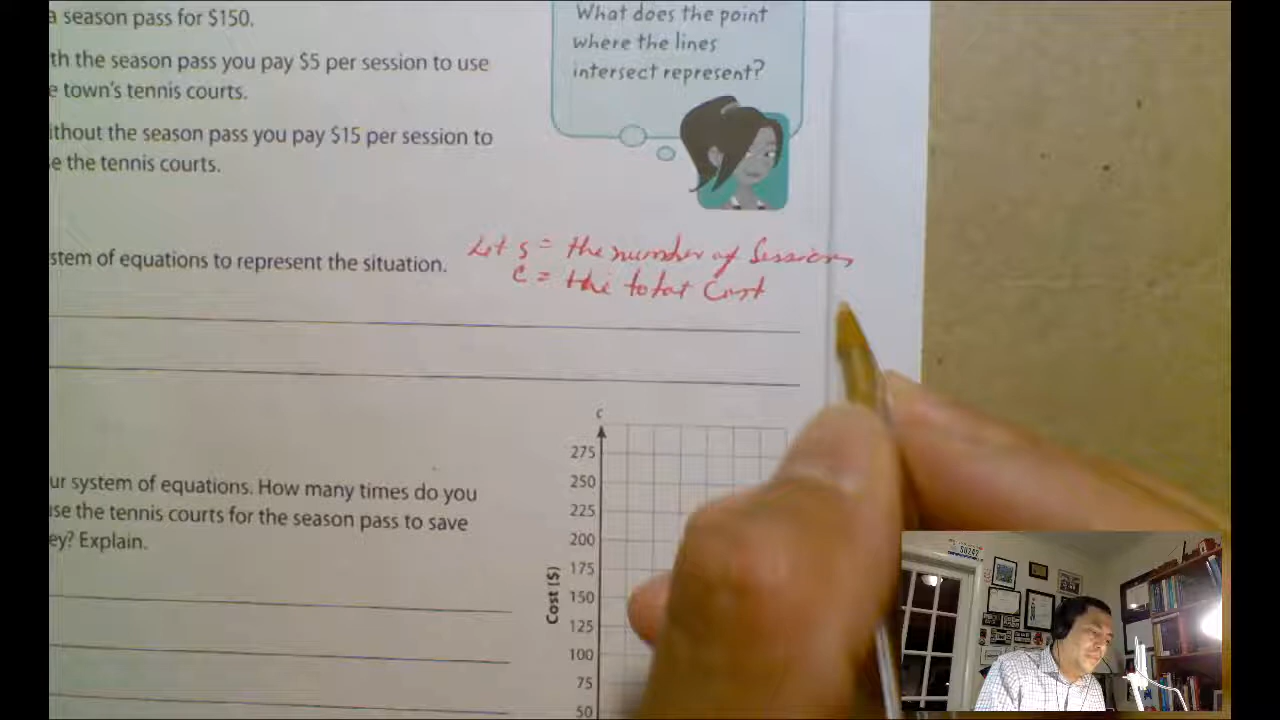 a season pass for $150.
th the season pass you pay $5 per session to use
e town's tennis courts.
ithout the season pass you pay $15 per session to
e the tennis courts.
What does the point
where the lines
intersect represent?
stem of equations to represent the situation.
Let s = the number of sessions
c = the total cost
ur system of equations. How many times do you
use the tennis courts for the season pass to save
ey? Explain.
c
275
250
225
200
175
150
125
100
75
50
Cost ($)